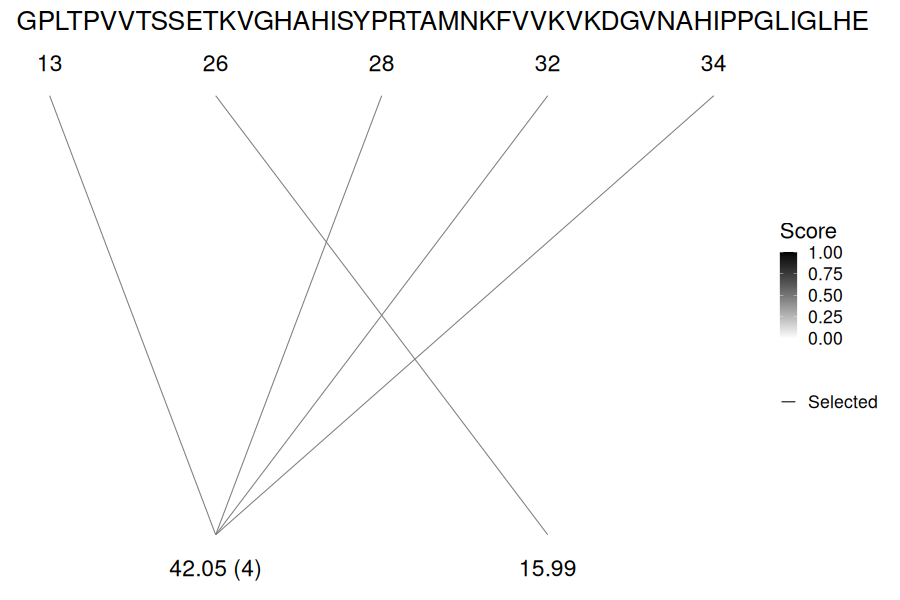 GPLTPVVTSSETKVGHAHISYPRTAMNKFVVKVKDGVNAHIPPGLIGLHE
13 26 28 32 34
Score
1.00
0.75
0.50
0.25
0.00
Selected
42.05 (4) 15.99